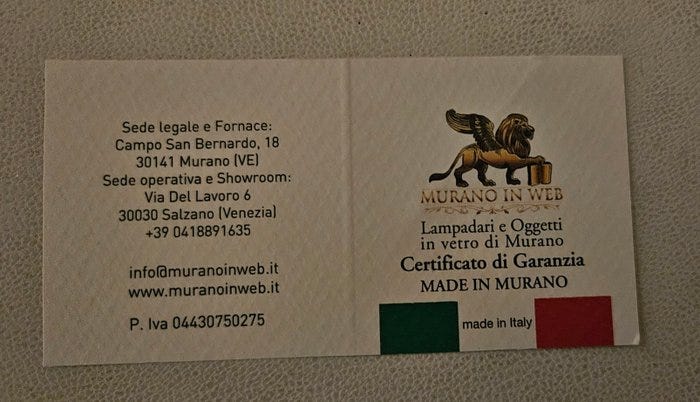 Sede legale e Fornace:
Campo San Bernardo, 18
30141 Murano (VE)
Sede operativa e Showroom:
Via Del Lavoro 6
30030 Salzano (Venezia)
+39 0418891635
info@muranoinweb.it
www.muranoinweb.it
P. Iva 04430750275
MURANO IN WEB
Lampadari e Oggetti
in vetro di Murano
Certificato di Garanzia
MADE IN MURANO
made in Italy